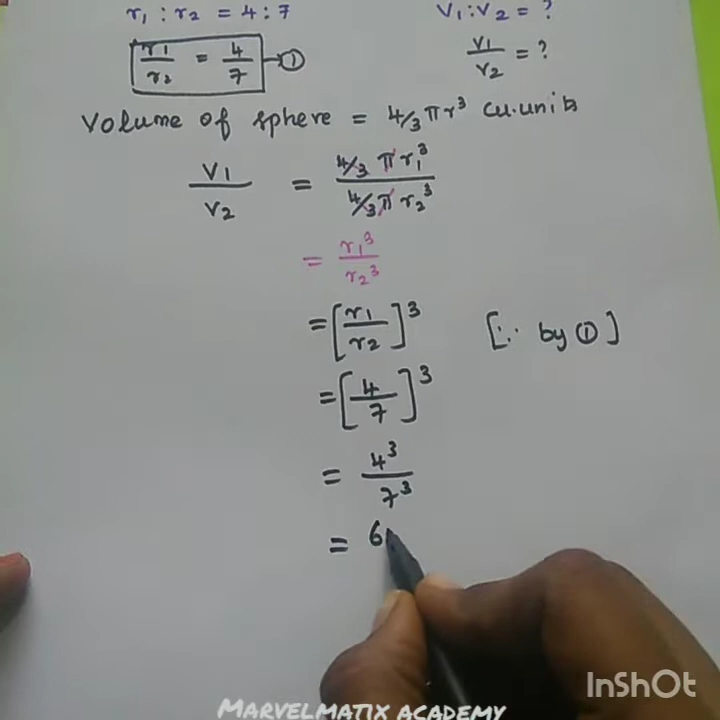 r₁ : r₂ = 4 : 7 V₁ : V₂ = ?
r₁/r₂ = 4/7 → ① V₁/V₂ = ?
Volume of sphere = 4/3 πr³ cu.units
V₁/V₂ = 4/3 πr₁³ / 4/3 πr₂³
= r₁³/r₂³
= [r₁/r₂]³ [∵ by ①]
= [4/7]³
= 4³/7³
= 6
InShOt
MARVELMATIX ACADEMY